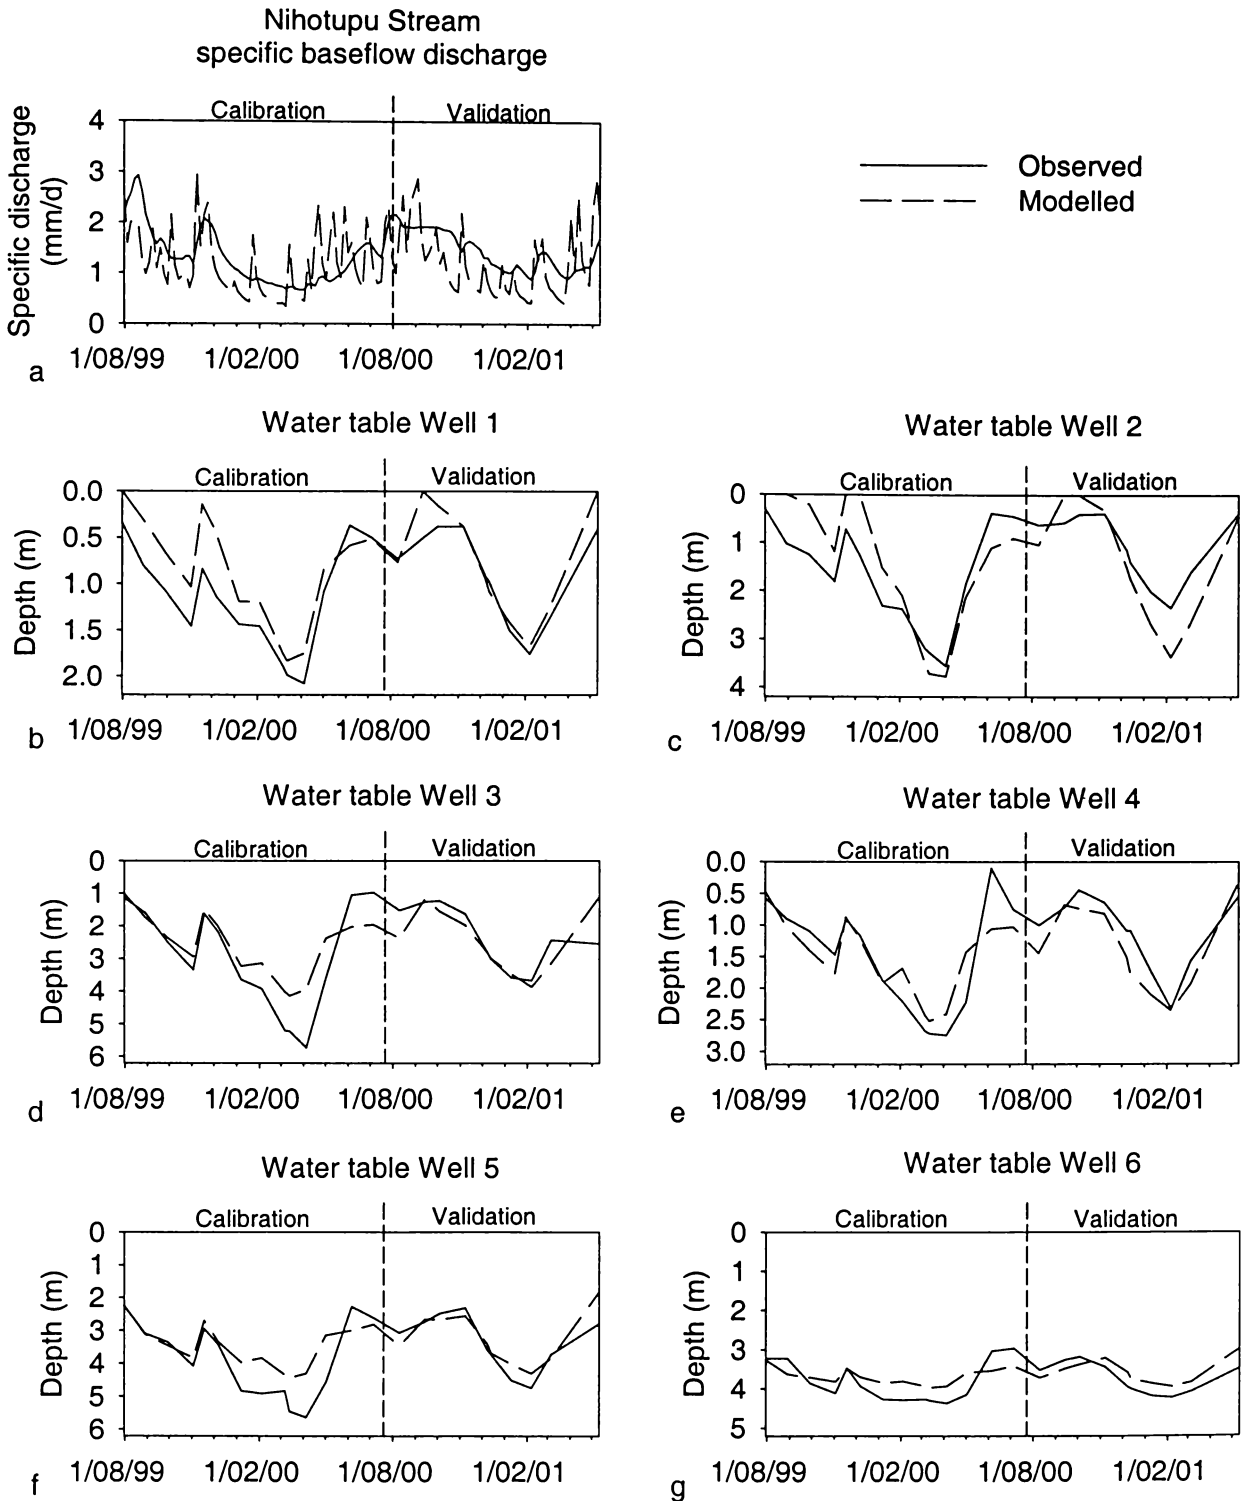 Nihotupu Stream
specific baseflow discharge
Calibration
Validation
Specific discharge
(mm/d)
4
3
2
1
0
1/08/99
1/02/00
1/08/00
1/02/01
a
Observed
Modelled
Water table Well 1
Calibration
Validation
Depth (m)
0.0
0.5
1.0
1.5
2.0
1/08/99
1/02/00
1/08/00
1/02/01
b
Water table Well 2
Calibration
Validation
Depth (m)
0
1
2
3
4
1/08/99
1/02/00
1/08/00
1/02/01
c
Water table Well 3
Calibration
Validation
Depth (m)
0
1
2
3
4
5
6
1/08/99
1/02/00
1/08/00
1/02/01
d
Water table Well 4
Calibration
Validation
Depth (m)
0.0
0.5
1.0
1.5
2.0
2.5
3.0
1/08/99
1/02/00
1/08/00
1/02/01
e
Water table Well 5
Calibration
Validation
Depth (m)
0
1
2
3
4
5
6
1/08/99
1/02/00
1/08/00
1/02/01
f
Water table Well 6
Calibration
Validation
Depth (m)
0
1
2
3
4
5
1/08/99
1/02/00
1/08/00
1/02/01
g